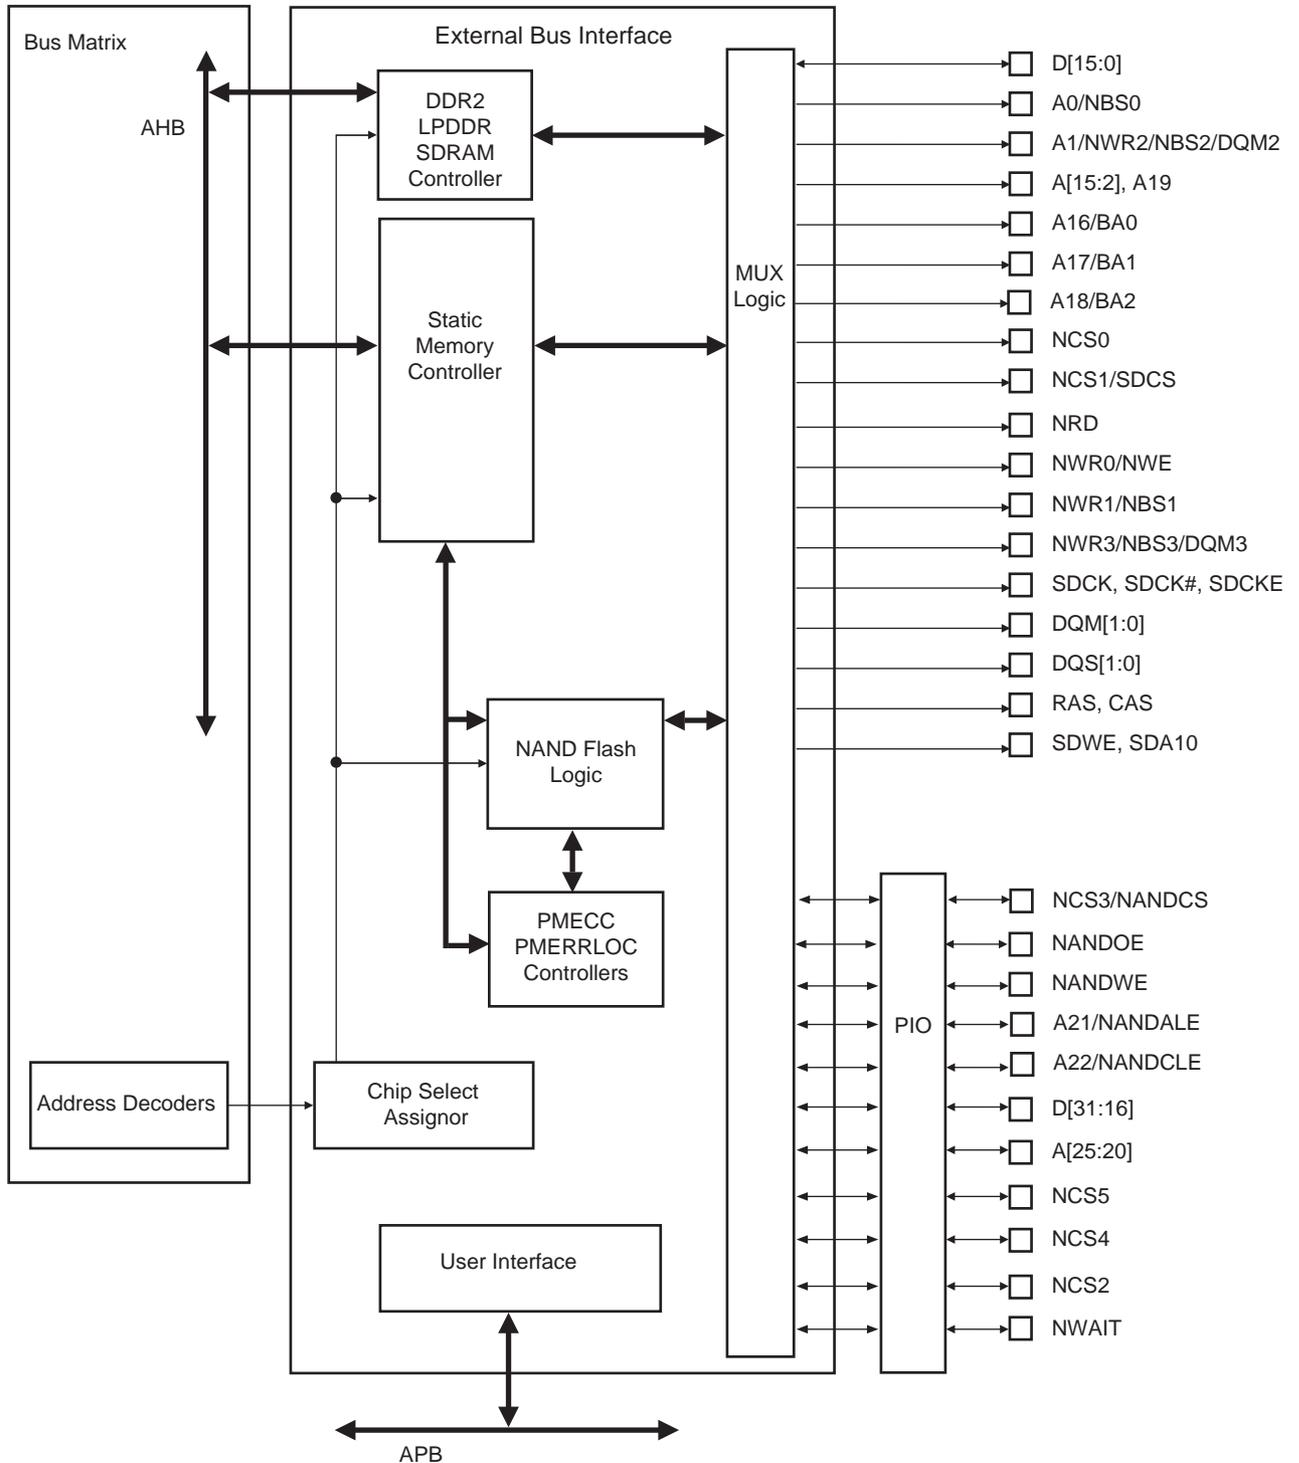 Bus Matrix
AHB
Address Decoders
External Bus Interface
DDR2
LPDDR
SDRAM
Controller
Static
Memory
Controller
NAND Flash
Logic
PMECC
PMERRLOC
Controllers
Chip Select
Assignor
User Interface
APB
MUX
Logic
PIO
D[15:0]
A0/NBS0
A1/NWR2/NBS2/DQM2
A[15:2], A19
A16/BA0
A17/BA1
A18/BA2
NCS0
NCS1/SDCS
NRD
NWR0/NWE
NWR1/NBS1
NWR3/NBS3/DQM3
SDCK, SDCK#, SDCKE
DQM[1:0]
DQS[1:0]
RAS, CAS
SDWE, SDA10
NCS3/NANDCS
NANDOE
NANDWE
A21/NANDALE
A22/NANDCLE
D[31:16]
A[25:20]
NCS5
NCS4
NCS2
NWAIT